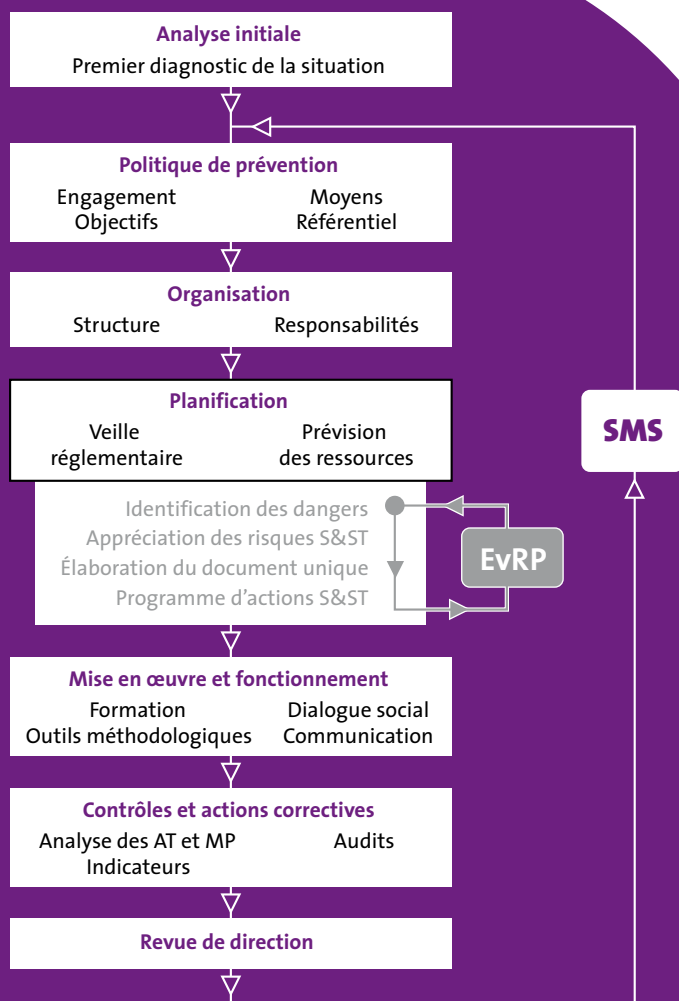 Analyse initiale
Premier diagnostic de la situation
Politique de prévention
Engagement Moyens
Objectifs Référentiel
Organisation
Structure Responsabilités
Planification
Veille Prévision
réglementaire des ressources
SMS
Identification des dangers
Appréciation des risques S&ST
Élaboration du document unique
Programme d'actions S&ST
EvRP
Mise en œuvre et fonctionnement
Formation Dialogue social
Outils méthodologiques Communication
Contrôles et actions correctives
Analyse des AT et MP Audits
Indicateurs
Revue de direction